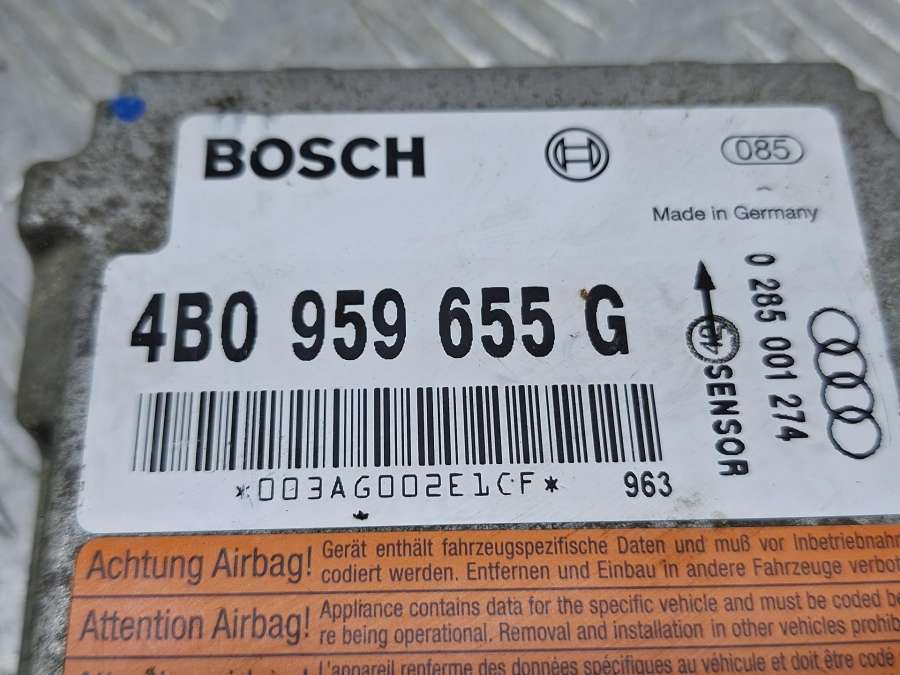 BOSCH
085
Made in Germany
4B0 959 655 G
SENSOR
0 285 001 274
*003AG002E1CF*
963
Achtung Airbag! Gerät enthält fahrzeugspezifische Daten und muß vor Inbetriebnahm
codiert werden. Entfernen und Einbau in andere Fahrzeuge verbot
Attention Airbag! Appliance contains data for the specific vehicle and must be coded be
re being operational. Removal and installation in other vehicles prohib
L'appareil renferme des données spécifiques au véhicule et doit être codé